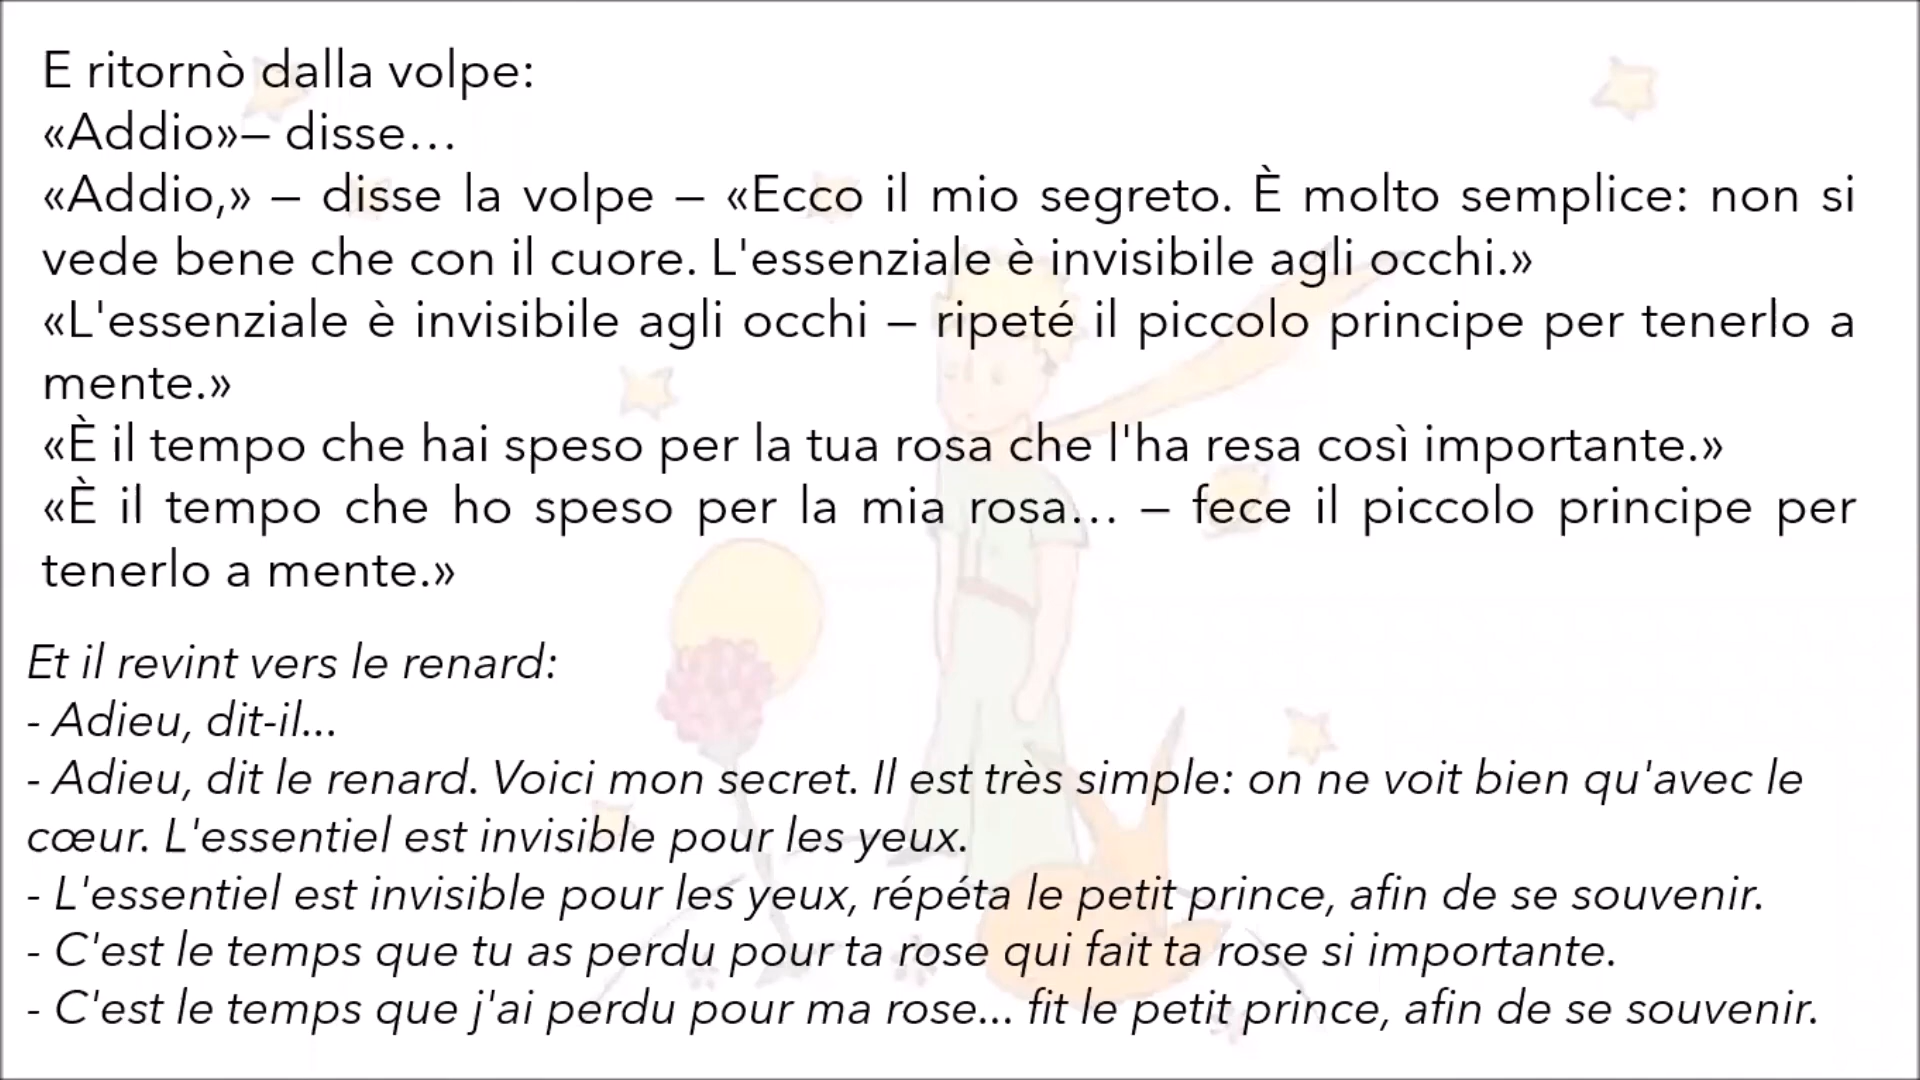 E ritornò dalla volpe:
«Addio»– disse…
«Addio,» – disse la volpe – «Ecco il mio segreto. È molto semplice: non si
vede bene che con il cuore. L'essenziale è invisibile agli occhi.»
«L'essenziale è invisibile agli occhi – ripeté il piccolo principe per tenerlo a
mente.»
«È il tempo che hai speso per la tua rosa che l'ha resa così importante.»
«È il tempo che ho speso per la mia rosa… – fece il piccolo principe per
tenerlo a mente.»
Et il revint vers le renard:
- Adieu, dit-il...
- Adieu, dit le renard. Voici mon secret. Il est très simple: on ne voit bien qu'avec le
cœur. L'essentiel est invisible pour les yeux.
- L'essentiel est invisible pour les yeux, répéta le petit prince, afin de se souvenir.
- C'est le temps que tu as perdu pour ta rose qui fait ta rose si importante.
- C'est le temps que j'ai perdu pour ma rose... fit le petit prince, afin de se souvenir.